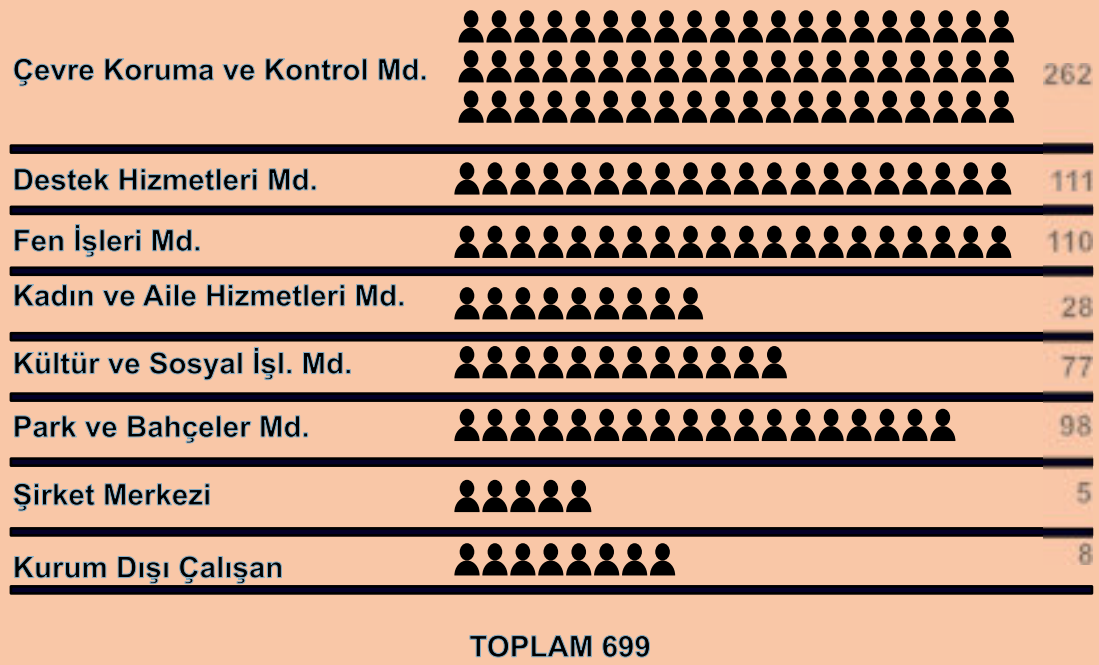 Çevre Koruma ve Kontrol Md. 262
Destek Hizmetleri Md. 111
Fen İşleri Md. 110
Kadın ve Aile Hizmetleri Md. 28
Kültür ve Sosyal İşl. Md. 77
Park ve Bahçeler Md. 98
Şirket Merkezi 5
Kurum Dışı Çalışan 8
TOPLAM 699